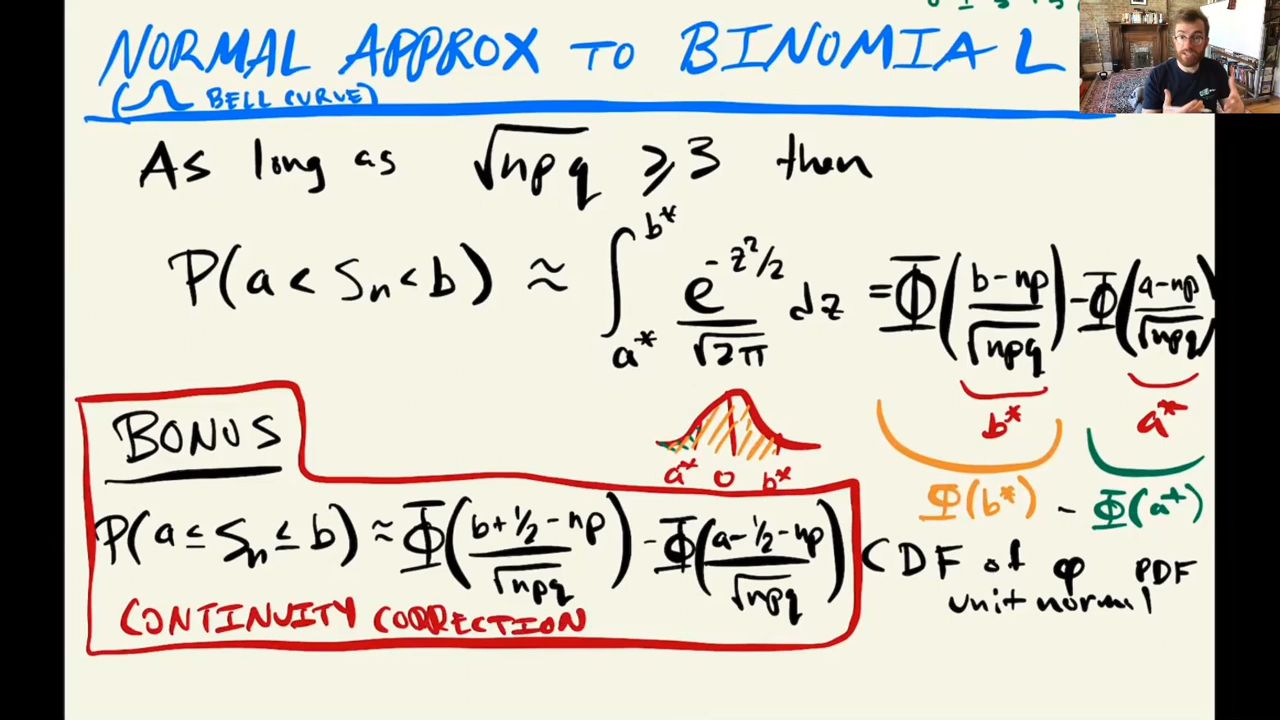 NORMAL APPROX TO BINOMIAL
( BELL CURVE)
As long as √npq ≥ 3 then
P(a < Sn < b) ≈ ∫ₐ*ᵇ* e^(-z²/2) / √2π dz = Φ((b-np)/√npq) - Φ((a-np)/√npq)
b* a*
a* 0 b*
Φ(b*) - Φ(a*)
BONUS
P(a ≤ Sn ≤ b) ≈ Φ((b+1/2-np)/√npq) - Φ((a-1/2-np)/√npq)
CONTINUITY CORRECTION
CDF of φ PDF
unit normal